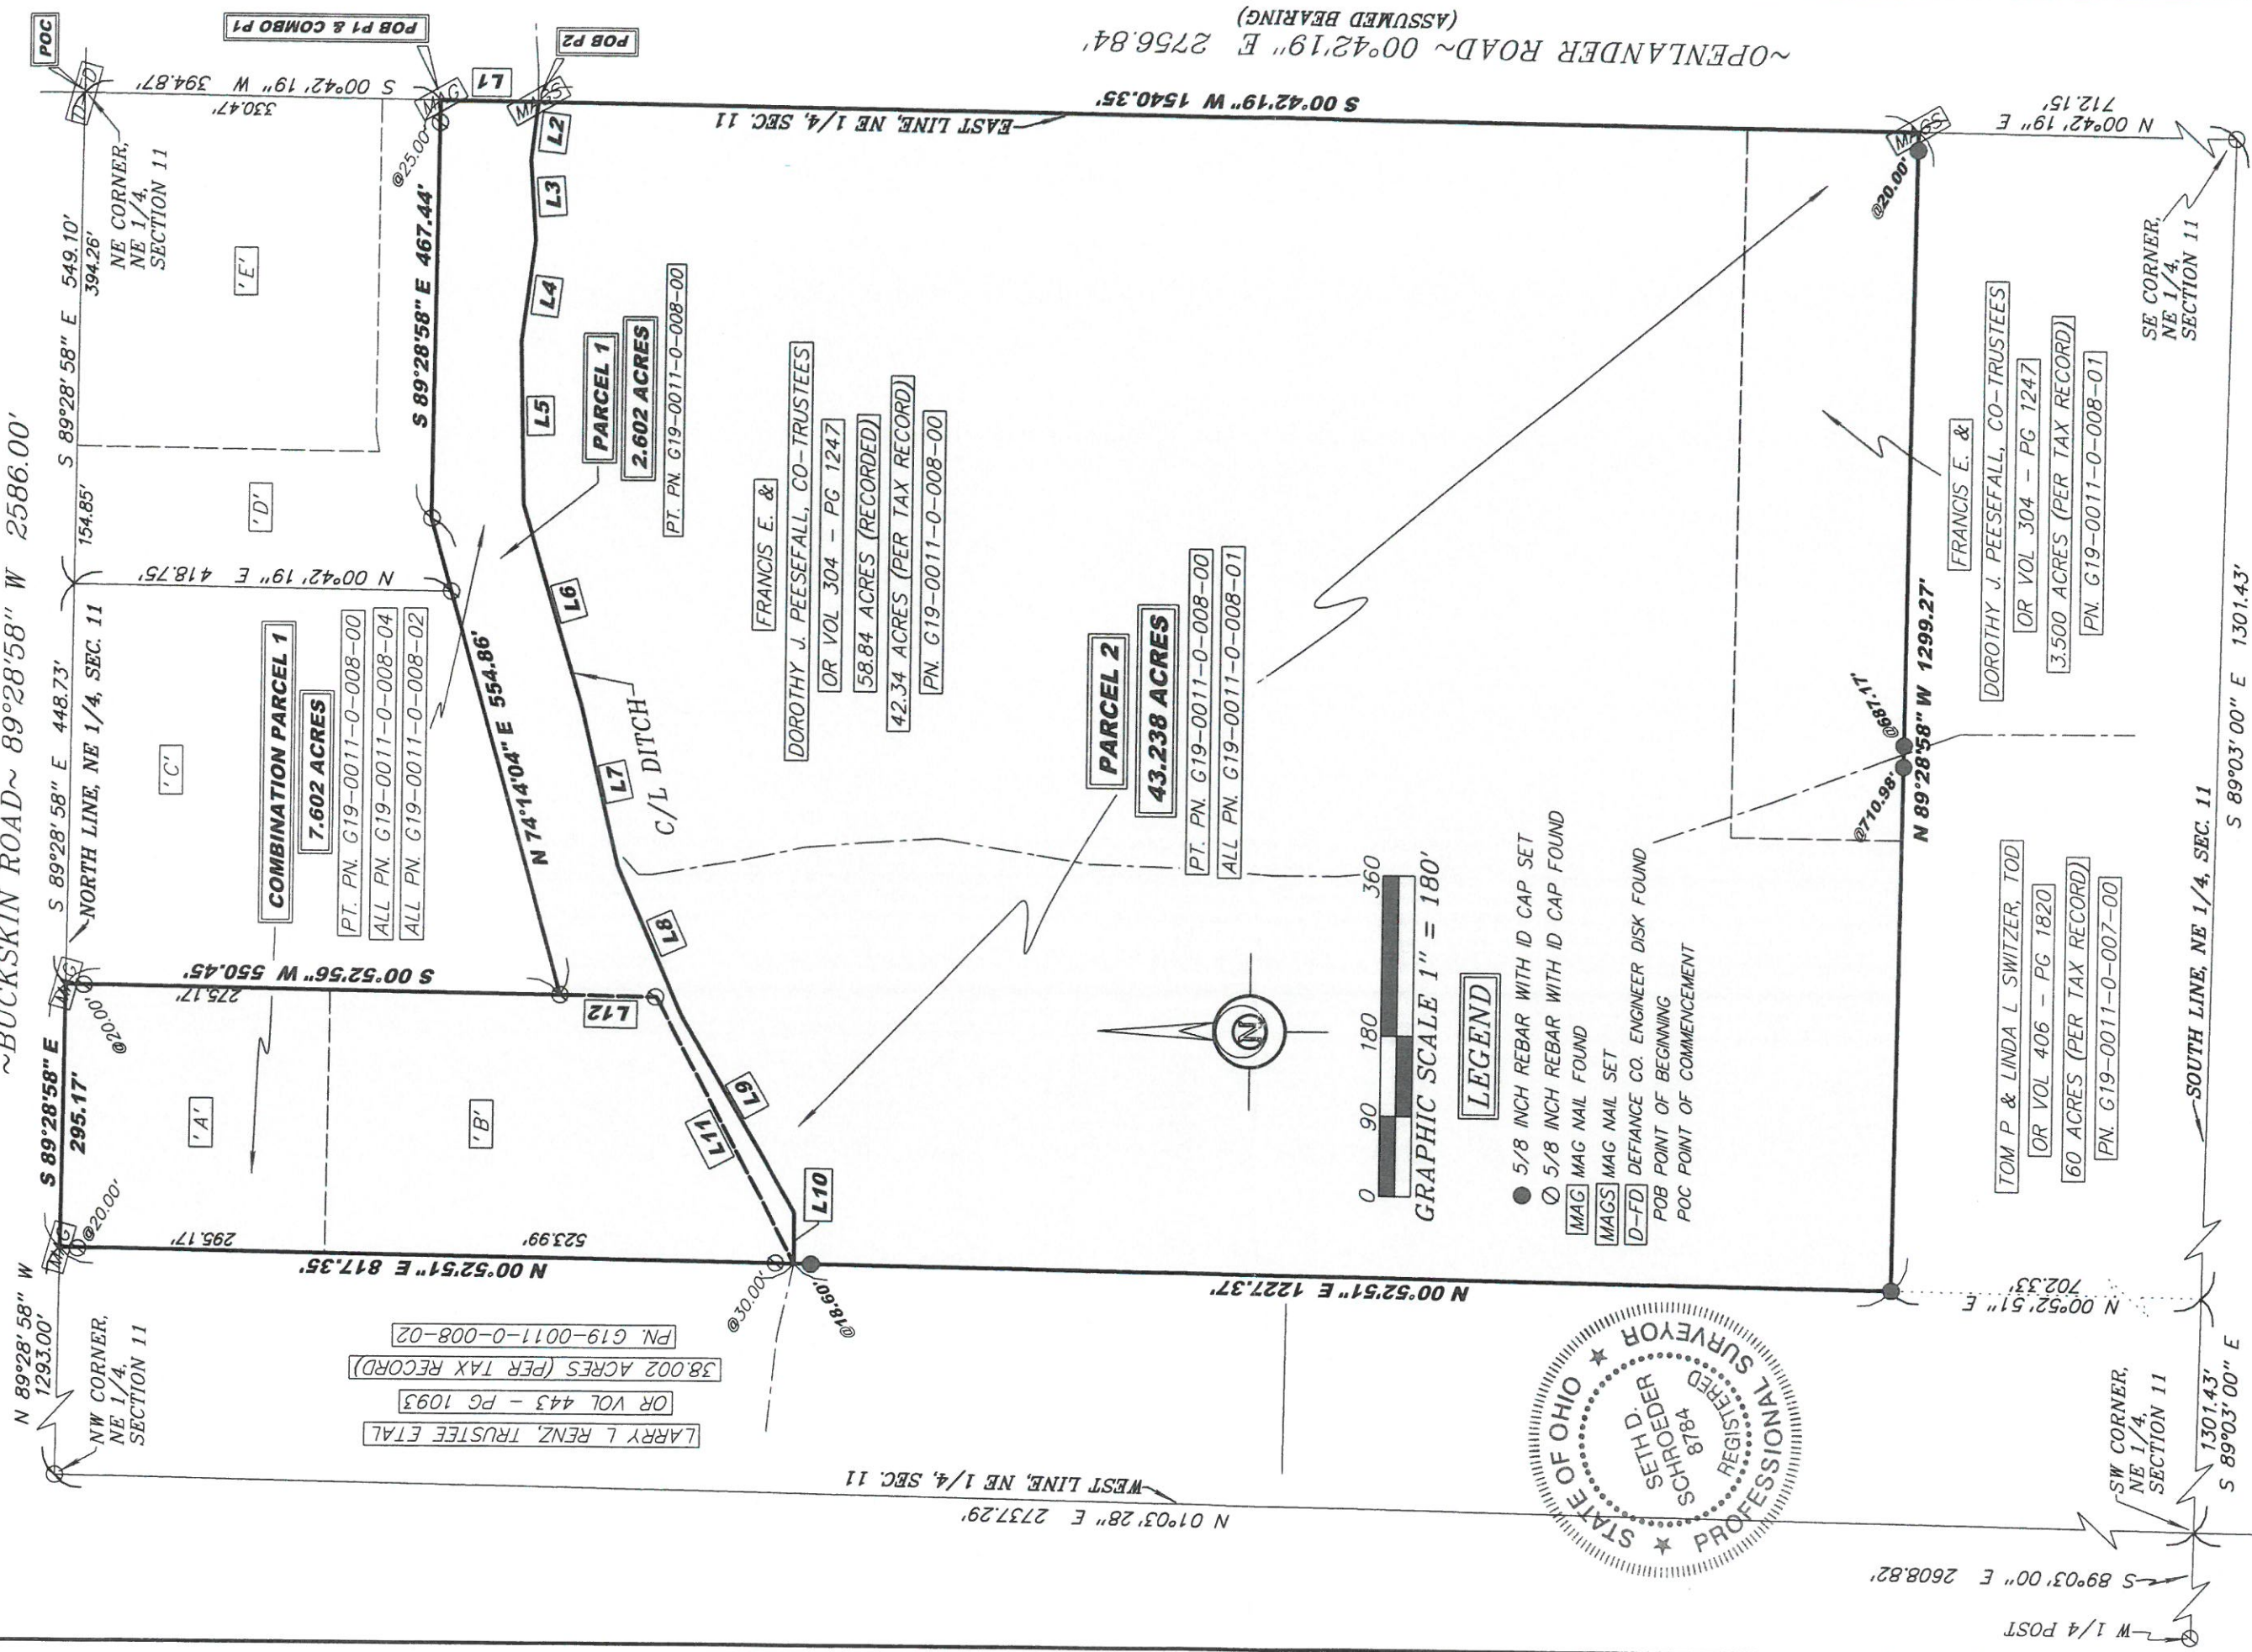 ~BUCKSKIN ROAD~ 89°28'58" W 2586.00'
N 89°28'58" W
1293.00'
NW CORNER,
NE 1/4,
SECTION 11
S 89°28'58" E
295.17'
S 89°28'58" E 448.73'
NORTH LINE, NE 1/4, SEC. 11
154.85'
S 89°28'58" E 549.10'
394.26'
NE CORNER,
NE 1/4,
SECTION 11
POC
D-FD
S 00°42'19" W 394.87'
330.47'
POB P1 & COMBO P1
POB P2
MAG
MAGS
L1
MAG
@20.00'
MAG
@20.00'
'A'
'B'
'C'
'D'
'E'
295.17'
523.99'
N 00°52'51" E 817.35'
275.17'
S 00°52'56" W 550.45'
N 00°42'19" E 418.75'
COMBINATION PARCEL 1
7.602 ACRES
PT. PN. G19-0011-0-008-00
ALL PN. G19-0011-0-008-04
ALL PN. G19-0011-0-008-02
N 74°14'04" E 554.86'
S 89°28'58" E 467.44'
@25.00'
L2
L3
L4
L5
L6
L7
L8
L9
L10
L11
L12
PARCEL 1
2.602 ACRES
PT. PN. G19-0011-0-008-00
C/L DITCH
FRANCIS E. &
DOROTHY J. PEESEFALL, CO-TRUSTEES
OR VOL 304 - PG 1247
58.84 ACRES (RECORDED)
42.34 ACRES (PER TAX RECORD)
PN. G19-0011-0-008-00
EAST LINE, NE 1/4, SEC. 11
S 00°42'19" W 1540.35'
~OPENLANDER ROAD~ 00°42'19" E 2756.84'
(ASSUMED BEARING)
@30.00'
@18.60'
LARRY L RENZ, TRUSTEE ETAL
OR VOL 443 - PG 1093
38.002 ACRES (PER TAX RECORD)
PN. G19-0011-0-008-02
WEST LINE, NE 1/4, SEC. 11
N 01°03'28" E 2737.29'
N 00°52'51" E 1227.37'
PARCEL 2
43.238 ACRES
PT. PN. G19-0011-0-008-00
ALL PN. G19-0011-0-008-01
N
0 90 180 360
GRAPHIC SCALE 1" = 180'
LEGEND
5/8 INCH REBAR WITH ID CAP SET
5/8 INCH REBAR WITH ID CAP FOUND
MAG MAG NAIL FOUND
MAGS MAG NAIL SET
D-FD DEFIANCE CO. ENGINEER DISK FOUND
POB POINT OF BEGINNING
POC POINT OF COMMENCEMENT
STATE OF OHIO
SETH D.
SCHROEDER
8784
REGISTERED
PROFESSIONAL SURVEYOR
@710.98'
@687.17'
N 89°28'58" W 1299.27'
@20.00'
MAGS
N 00°42'19" E
712.15'
FRANCIS E. &
DOROTHY J. PEESEFALL, CO-TRUSTEES
OR VOL 304 - PG 1247
3.500 ACRES (PER TAX RECORD)
PN. G19-0011-0-008-01
TOM P & LINDA L SWITZER, TOD
OR VOL 406 - PG 1820
60 ACRES (PER TAX RECORD)
PN. G19-0011-0-007-00
SE CORNER,
NE 1/4,
SECTION 11
N 00°52'51" E
702.33'
SOUTH LINE, NE 1/4, SEC. 11
S 89°03'00" E 1301.43'
SW CORNER,
NE 1/4,
SECTION 11
1301.43'
S 89°03'00" E
S 89°03'00" E 2608.82'
W 1/4 POST